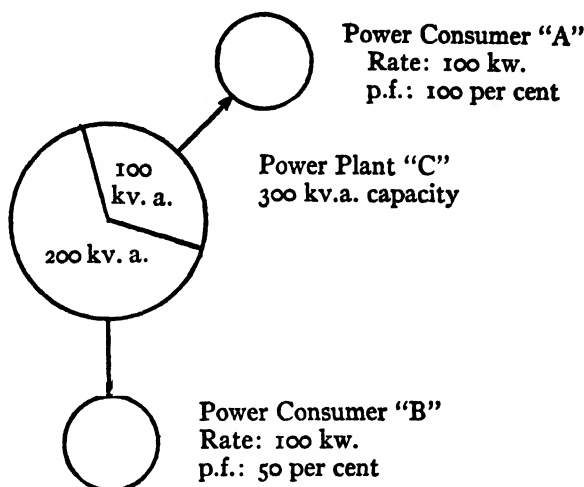 Power Consumer “A”
Rate: 100 kw.
p.f.: 100 per cent
100
kv. a.
Power Plant “C”
300 kv.a. capacity
200 kv. a.
Power Consumer “B”
Rate: 100 kw.
p.f.: 50 per cent